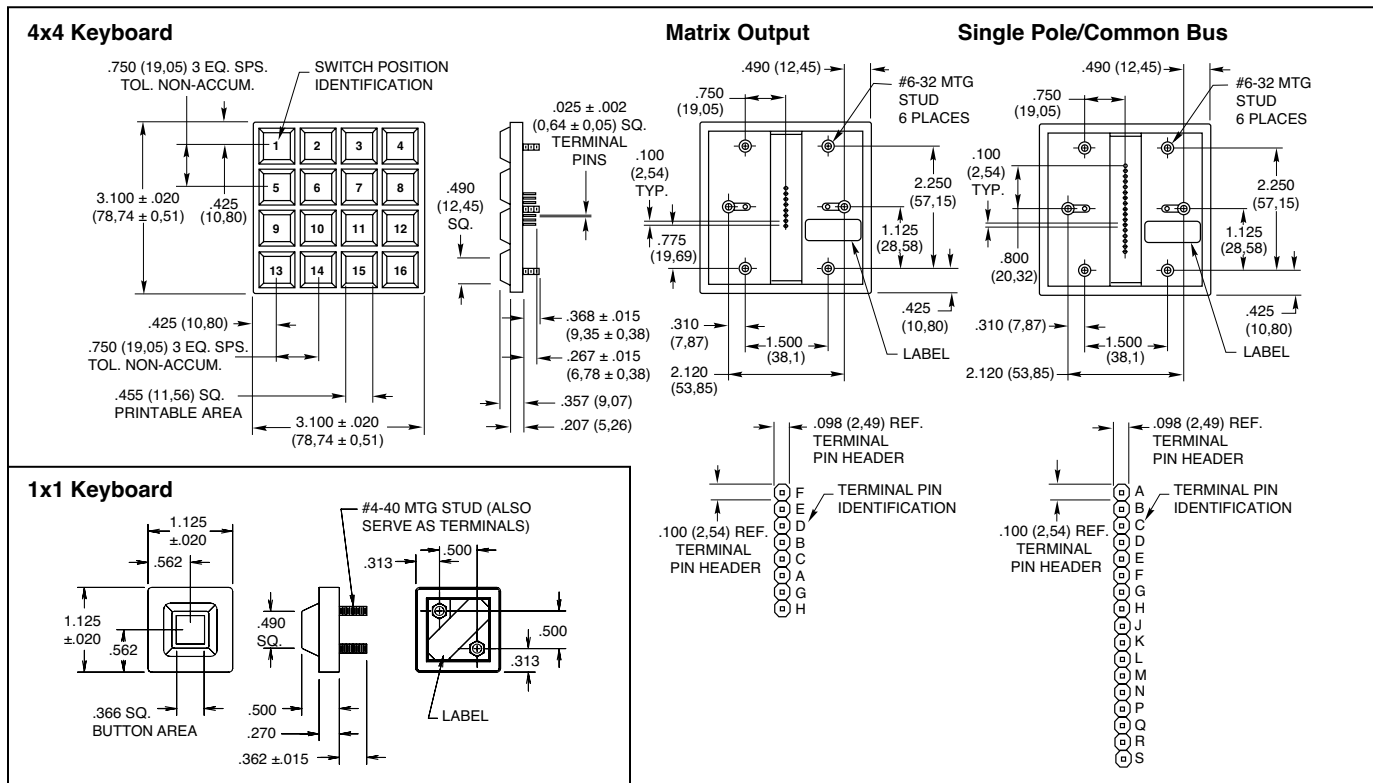 4x4 Keyboard
.750 (19,05) 3 EQ. SPS.
TOL. NON-ACCUM.
SWITCH POSITION
IDENTIFICATION
.025 ± .002
(0,64 ± 0,05) SQ.
TERMINAL
PINS
1 2 3 4
5 6 7 8
9 10 11 12
13 14 15 16
3.100 ± .020
(78,74 ± 0,51)
.425
(10,80)
.490
(12,45)
SQ.
.425 (10,80)
.750 (19,05) 3 EQ. SPS.
TOL. NON-ACCUM.
.455 (11,56) SQ.
PRINTABLE AREA
3.100 ± .020
(78,74 ± 0,51)
.368 ± .015
(9,35 ± 0,38)
.267 ± .015
(6,78 ± 0,38)
.357 (9,07)
.207 (5,26)
Matrix Output
.490 (12,45)
.750
(19,05)
#6-32 MTG
STUD
6 PLACES
.100
(2,54)
TYP.
2.250
(57,15)
1.125
(28,58)
.775
(19,69)
.425
(10,80)
.310
(7,87)
1.500
(38,1)
LABEL
2.120
(53,85)
.098 (2,49) REF.
TERMINAL
PIN HEADER
TERMINAL PIN
IDENTIFICATION
.100 (2,54) REF.
TERMINAL
PIN HEADER
F
E
D
B
C
A
G
H
Single Pole/Common Bus
.490 (12,45)
.750
(19,05)
#6-32 MTG
STUD
6 PLACES
.100
(2,54)
TYP.
2.250
(57,15)
1.125
(28,58)
.800
(20,32)
.425
(10,80)
.310 (7,87)
1.500
(38,1)
LABEL
2.120 (53,85)
.098 (2,49) REF.
TERMINAL
PIN HEADER
TERMINAL PIN
IDENTIFICATION
.100 (2,54) REF.
TERMINAL
PIN HEADER
A
B
C
D
E
F
G
H
J
K
L
M
N
P
Q
R
S
1x1 Keyboard
1.125
±.020
.562
1.125
±.020
.562
.366 SQ.
BUTTON AREA
#4-40 MTG STUD (ALSO
SERVE AS TERMINALS)
.490
SQ.
.500
.270
.362 ±.015
.313
.500
.500
.313
LABEL